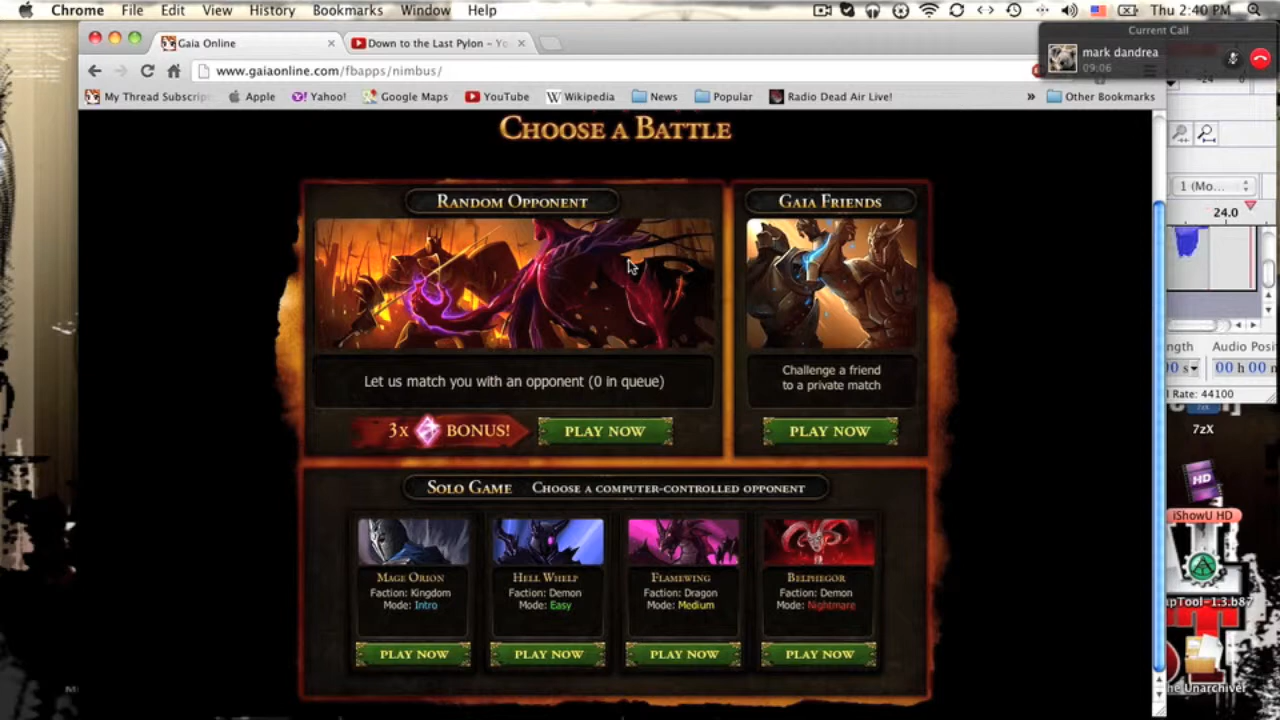 Chrome File Edit View History Bookmarks Window Help
Thu 2:40 PM
Current Call
mark dandrea
09:06
Gaia Online
Down to the Last Pylon – Yo
www.gaiaonline.com/fbapps/nimbus/
My Thread Subscrip Apple Yahoo! Google Maps YouTube Wikipedia News Popular Radio Dead Air Live! » Other Bookmarks
CHOOSE A BATTLE
RANDOM OPPONENT
Let us match you with an opponent (0 in queue)
3x BONUS!
PLAY NOW
GAIA FRIENDS
Challenge a friend
to a private match
PLAY NOW
SOLO GAME CHOOSE A COMPUTER-CONTROLLED OPPONENT
MAGE ORION
Faction: Kingdom
Mode: Intro
PLAY NOW
HELL WHELP
Faction: Demon
Mode: Easy
PLAY NOW
FLAMEWING
Faction: Dragon
Mode: Medium
PLAY NOW
BELPHEGOR
Faction: Demon
Mode: Nightmare
PLAY NOW
-24
1 (Mo...
24.0
ngth Audio Posi
00 s 00 h 00 m
l Rate: 44100
7zX
HD
iShowU HD
pTool-1.3.b87
he Unarchiver